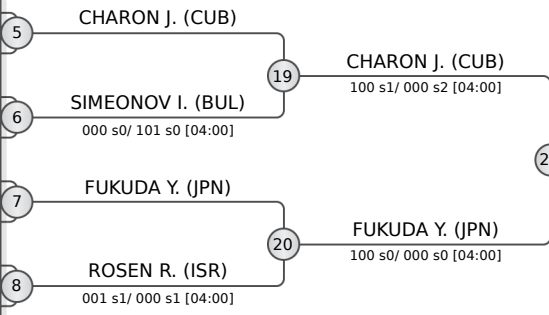 5
CHARON J. (CUB)
19
CHARON J. (CUB)
100 s1/ 000 s2 [04:00]
6
SIMEONOV I. (BUL)
000 s0/ 101 s0 [04:00]
7
FUKUDA Y. (JPN)
20
FUKUDA Y. (JPN)
100 s0/ 000 s0 [04:00]
8
ROSEN R. (ISR)
001 s1/ 000 s1 [04:00]